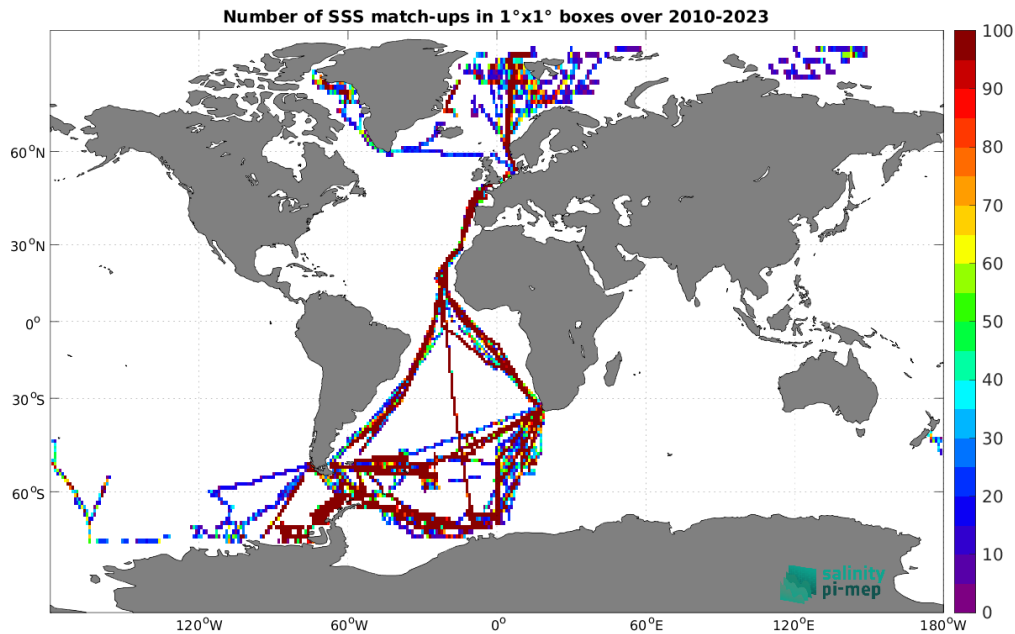 Number of SSS match-ups in 1°x1° boxes over 2010-2023
100
90
80
70
60
50
40
30
20
10
0
60°N
30°N
0°
30°S
60°S
120°W
60°W
0°E
60°E
120°E
180°W
salinity
pi-mep